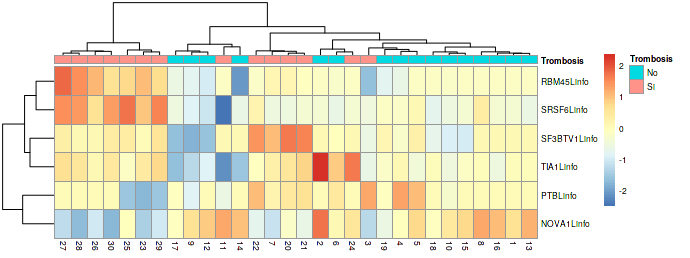 Trombosis
RBM45Linfo
SRSF6Linfo
SF3BTV1Linfo
TIA1Linfo
PTBLinfo
NOVA1Linfo
27 28 26 30 25 23 29 17 9 12 11 14 22 7 20 21 2 6 24 3 19 4 5 18 10 15 8 16 1 13
2
1
0
-1
-2
Trombosis
No
Si